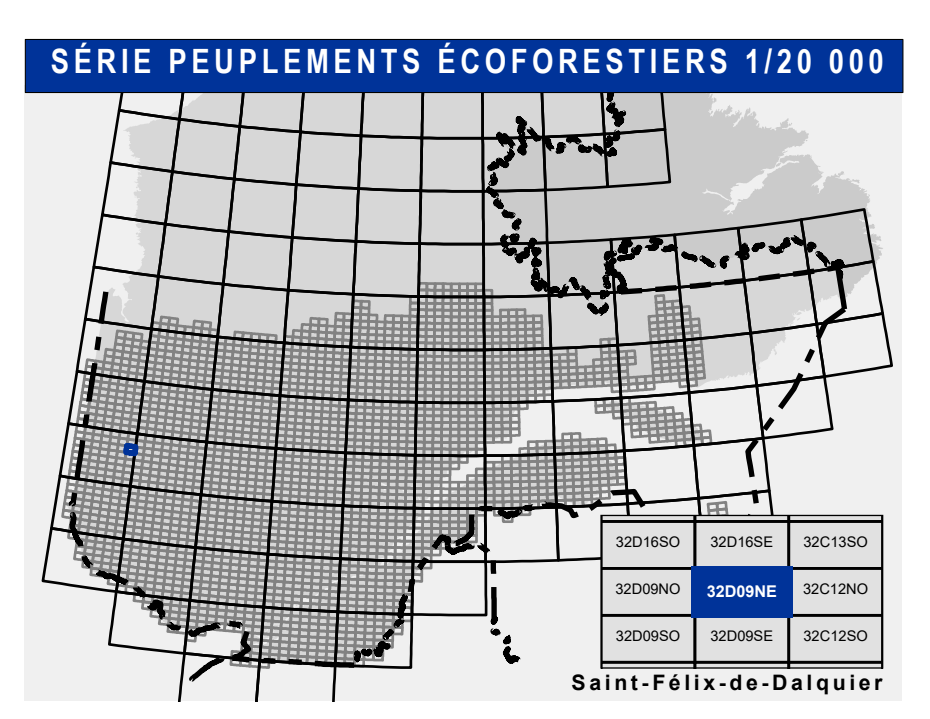 SÉRIE PEUPLEMENTS ÉCOFORESTIERS 1/20 000
32D16SO 32D16SE 32C13SO
32D09NO 32D09NE 32C12NO
32D09SO 32D09SE 32C12SO
Saint-Félix-de-Dalquier